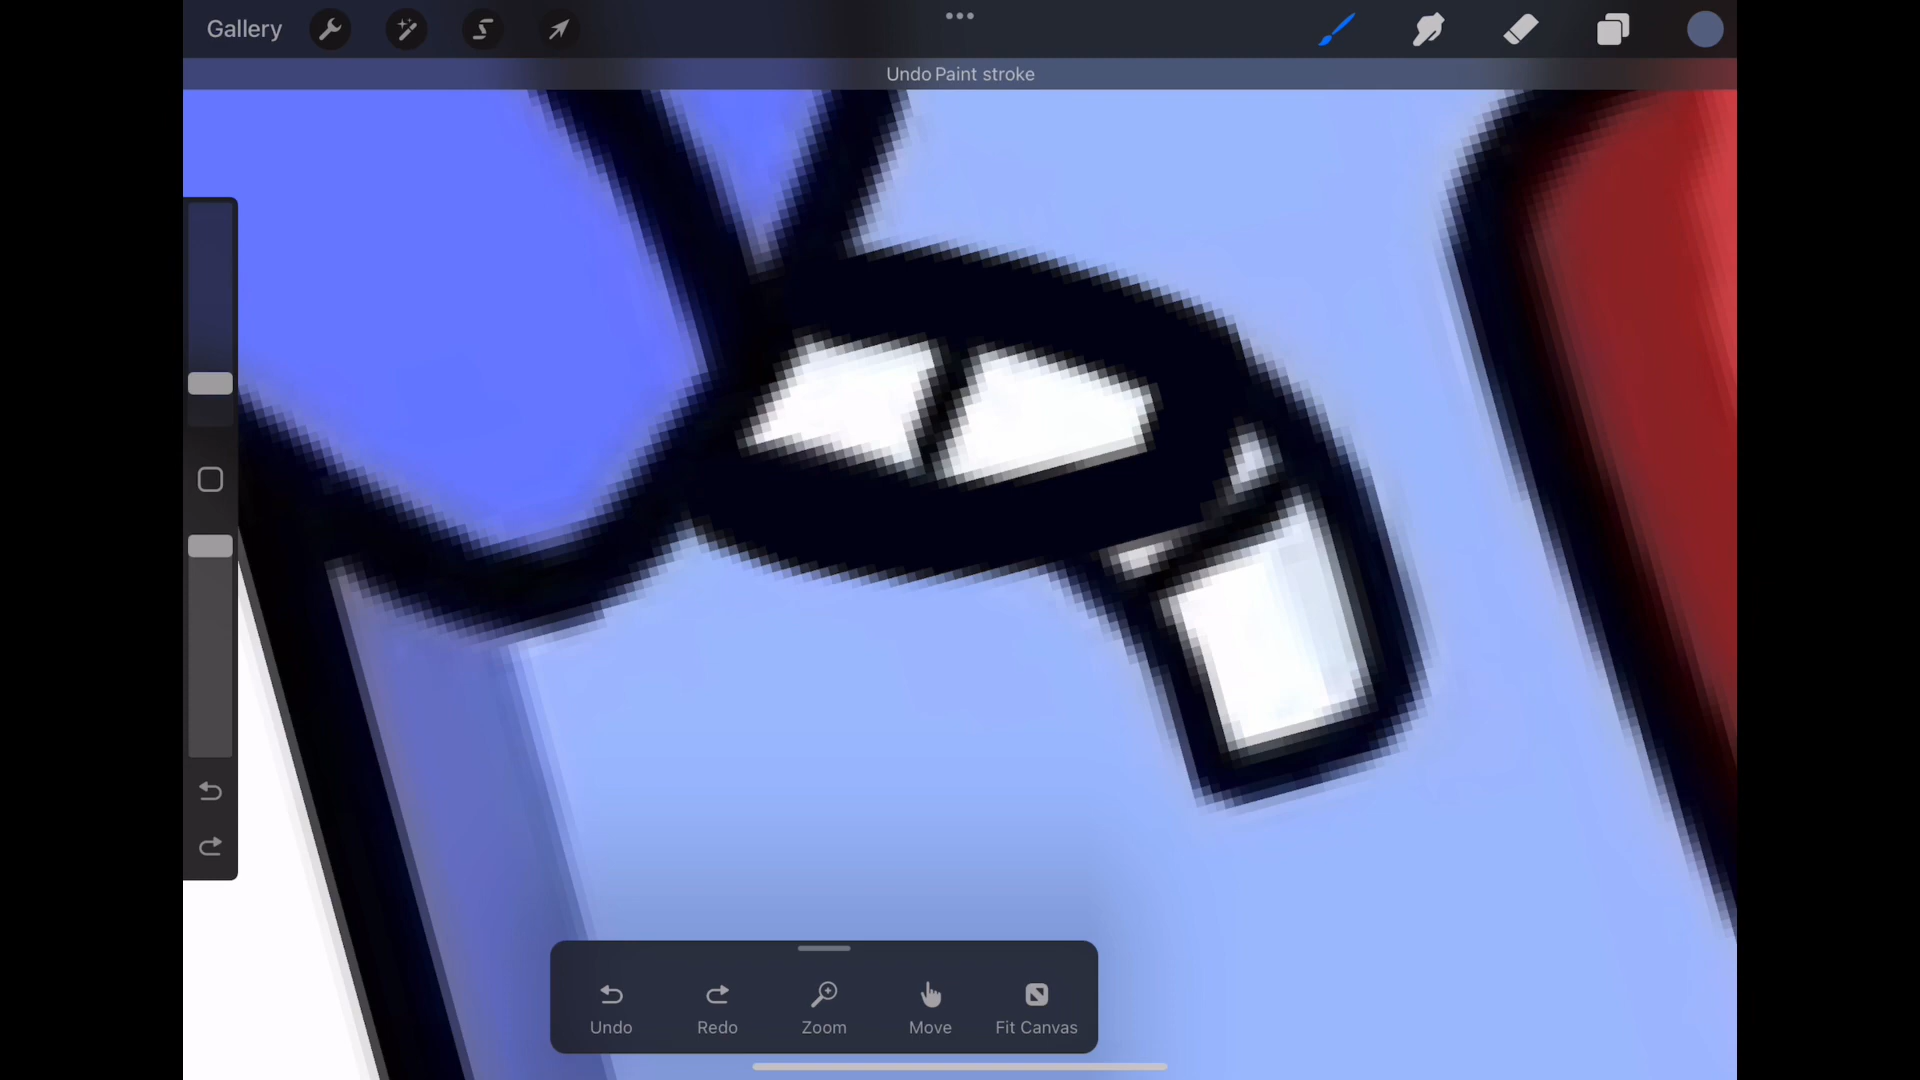 Gallery
Undo Paint stroke
Undo
Redo
Zoom
Move
Fit Canvas